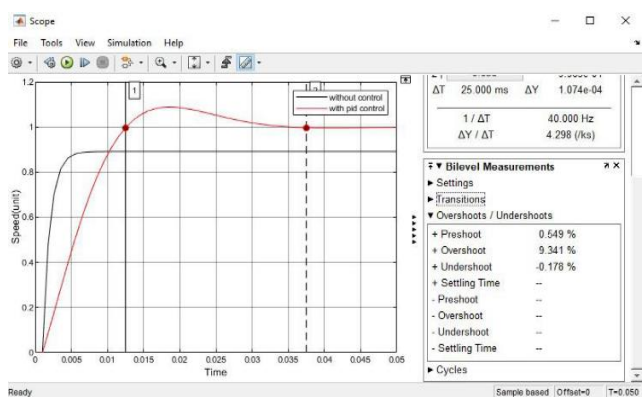 Scope
File Tools View Simulation Help
1.2
1
0.8
0.6
0.4
0.2
0
Speed(unit)
0 0.005 0.01 0.015 0.02 0.025 0.03 0.035 0.04 0.045 0.05
Time
1
without control
with pid control
ΔT 25.000 ms ΔY 1.074e-04
1 / ΔT 40.000 Hz
ΔY / ΔT 4.298 (/ks)
Bilevel Measurements
Settings
Transitions
Overshoots / Undershoots
+ Preshoot 0.549 %
+ Overshoot 9.341 %
+ Undershoot -0.178 %
+ Settling Time --
- Preshoot --
- Overshoot --
- Undershoot --
- Settling Time --
Cycles
Ready
Sample based Offset=0 T=0.050